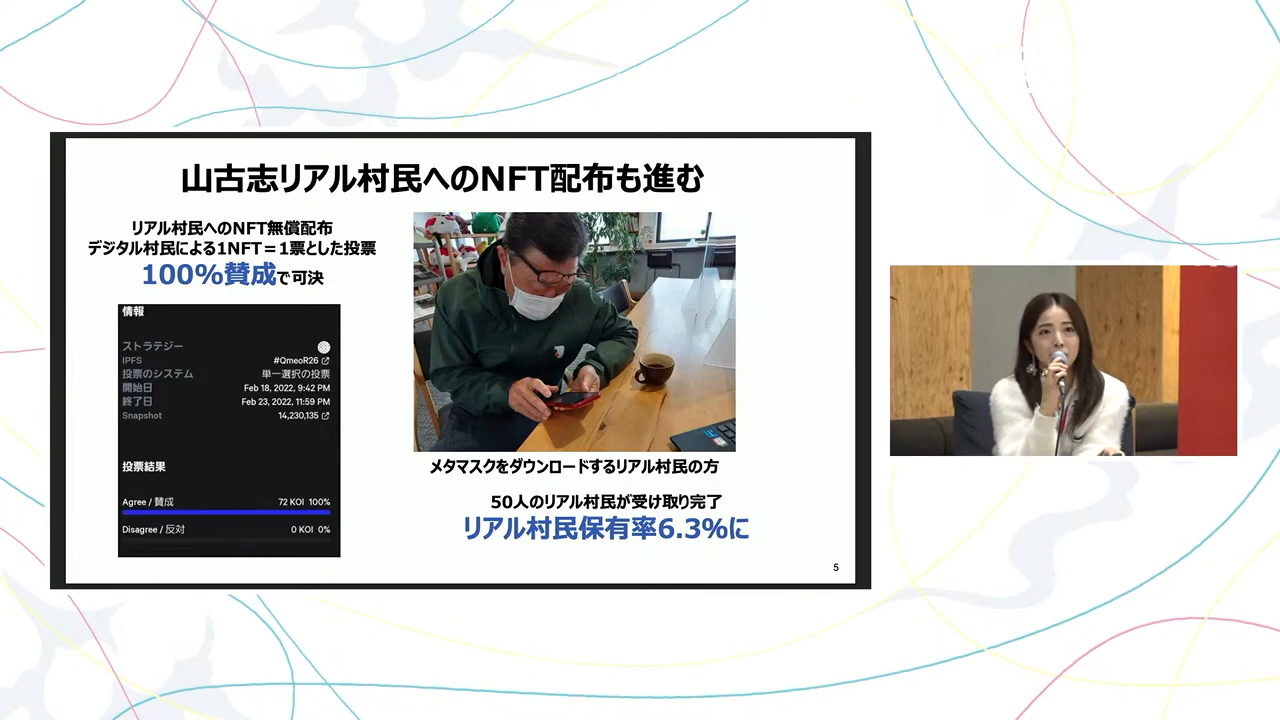 山古志リアル村民へのNFT配布も進む
リアル村民へのNFT無償配布
デジタル村民による1NFT＝1票とした投票
100%賛成で可決
情報
ストラテジー
IPFS #QmeoR26
投票のシステム 単一選択の投票
開始日 Feb 18, 2022, 9:42 PM
終了日 Feb 23, 2022, 11:59 PM
Snapshot 14,230,135
投票結果
Agree / 賛成 72 KOI 100%
Disagree / 反対 0 KOI 0%
メタマスクをダウンロードするリアル村民の方
50人のリアル村民が受け取り完了
リアル村民保有率6.3%に
5